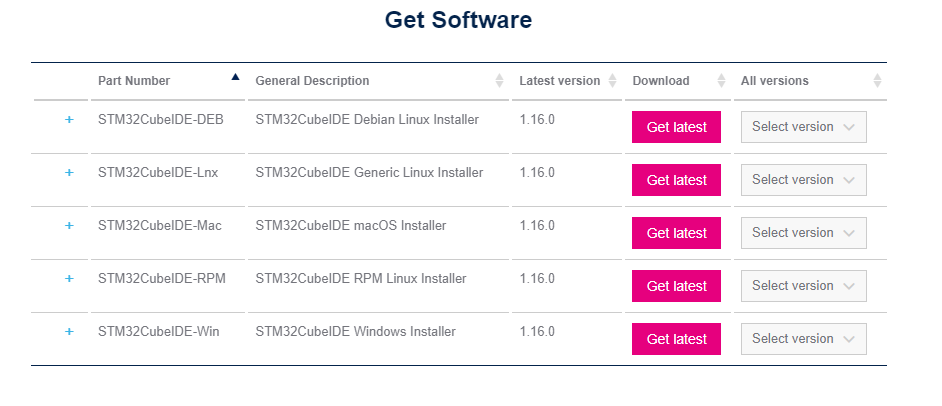 Get Software
Part Number General Description Latest version Download All versions
+ STM32CubeIDE-DEB STM32CubeIDE Debian Linux Installer 1.16.0 Get latest Select version
+ STM32CubeIDE-Lnx STM32CubeIDE Generic Linux Installer 1.16.0 Get latest Select version
+ STM32CubeIDE-Mac STM32CubeIDE macOS Installer 1.16.0 Get latest Select version
+ STM32CubeIDE-RPM STM32CubeIDE RPM Linux Installer 1.16.0 Get latest Select version
+ STM32CubeIDE-Win STM32CubeIDE Windows Installer 1.16.0 Get latest Select version